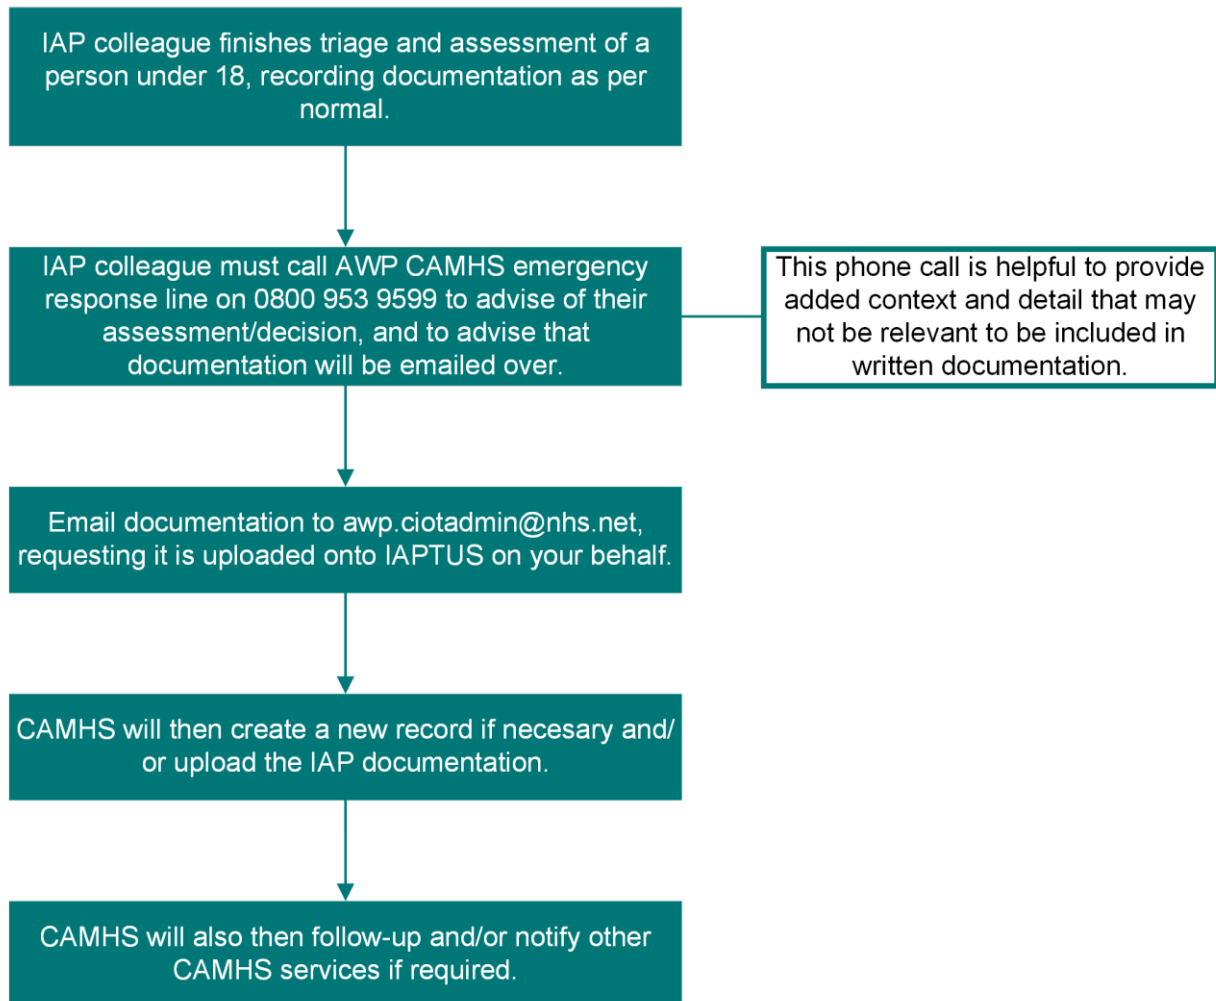 IAP colleague finishes triage and assessment of a
person under 18, recording documentation as per
normal.
IAP colleague must call AWP CAMHS emergency
response line on 0800 953 9599 to advise of their
assessment/decision, and to advise that
documentation will be emailed over.
This phone call is helpful to provide
added context and detail that may
not be relevant to be included in
written documentation.
Email documentation to awp.ciotadmin@nhs.net,
requesting it is uploaded onto IAPTUS on your behalf.
CAMHS will then create a new record if necesary and/
or upload the IAP documentation.
CAMHS will also then follow-up and/or notify other
CAMHS services if required.